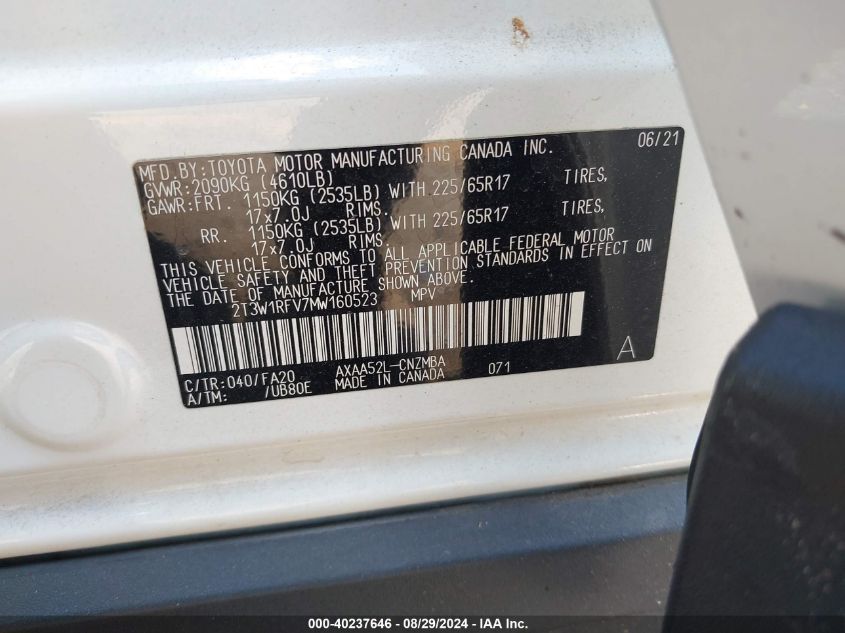 MFD.BY:TOYOTA MOTOR MANUFACTURING CANADA INC. 06/21
GVWR:2090KG (4610LB)
GAWR:FRT. 1150KG (2535LB) WITH 225/65R17 TIRES,
17x7.0J RIMS.
RR. 1150KG (2535LB) WITH 225/65R17 TIRES,
17x7.0J RIMS.
THIS VEHICLE CONFORMS TO ALL APPLICABLE FEDERAL MOTOR
VEHICLE SAFETY AND THEFT PREVENTION STANDARDS IN EFFECT ON
THE DATE OF MANUFACTURE SHOWN ABOVE.
2T3W1RFV7MW160523 MPV
C/TR:040/FA20 AXAA52L-CNZMBA 071 A
A/TM: /UB80E MADE IN CANADA
000-40237646 - 08/29/2024 - IAA Inc.